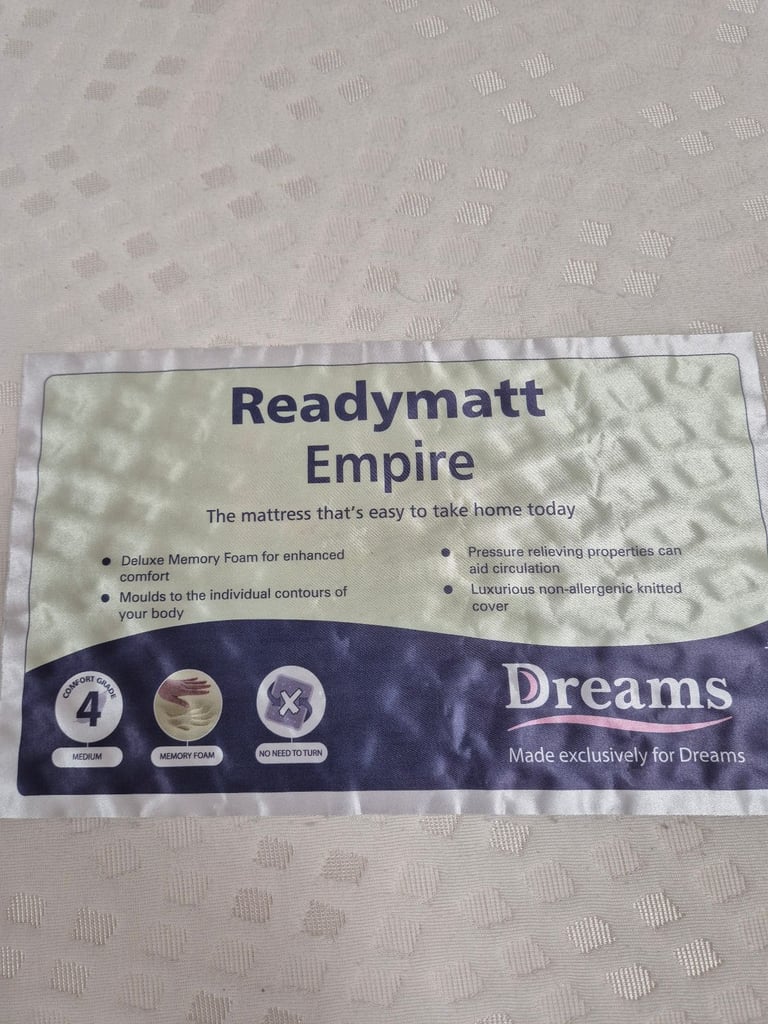 Readymatt
Empire
The mattress that's easy to take home today
● Deluxe Memory Foam for enhanced
comfort
● Moulds to the individual contours of
your body
● Pressure relieving properties can
aid circulation
● Luxurious non-allergenic knitted
cover
COMFORT GRADE
4
MEDIUM
MEMORY FOAM
NO NEED TO TURN
Dreams
Made exclusively for Dreams